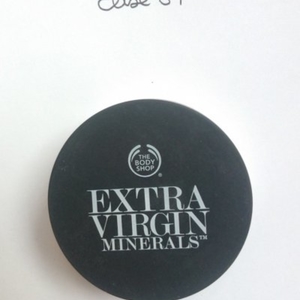 THE
BODY
SHOP®
EXTRA
VIRGIN
MINERALS™